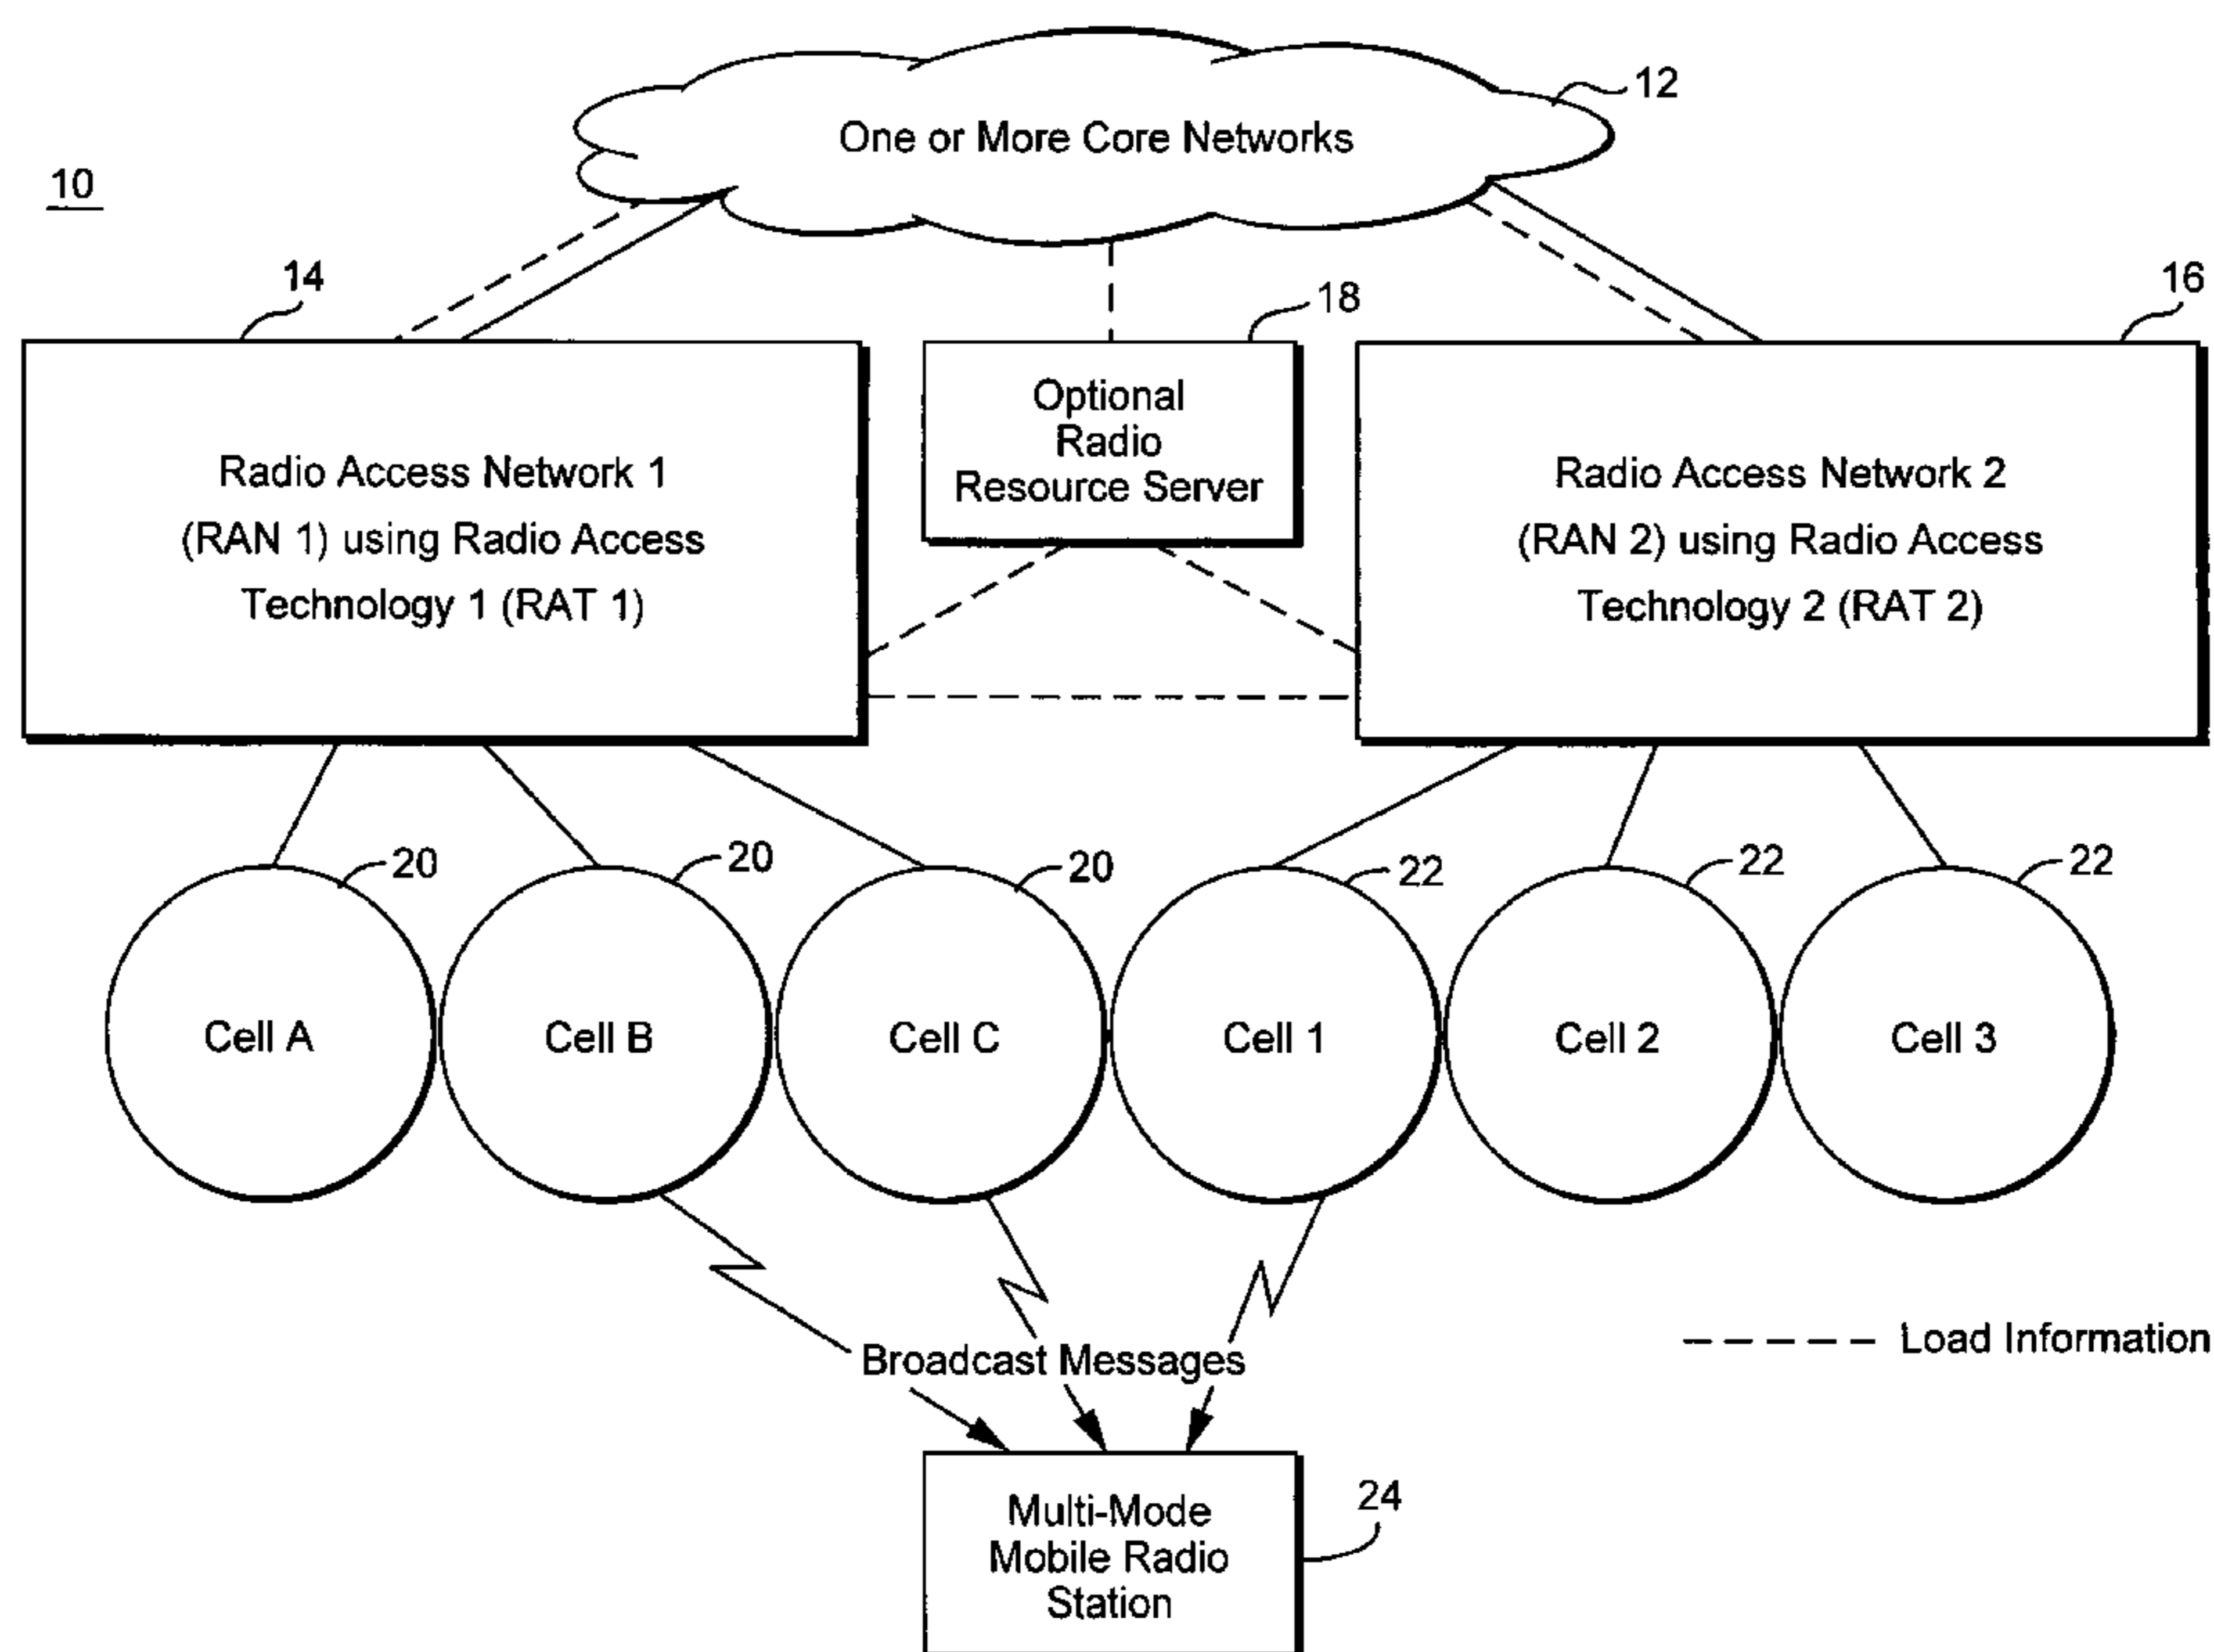 12
One or More Core Networks
10
14
18
16
Optional
Radio
Resource Server
Radio Access Network 1
(RAN 1) using Radio Access
Technology 1 (RAT 1)
Radio Access Network 2
(RAN 2) using Radio Access
Technology 2 (RAT 2)
20
20
20
22
22
22
Cell A
Cell B
Cell C
Cell 1
Cell 2
Cell 3
Load Information
Broadcast Messages
24
Multi-Mode
Mobile Radio
Station